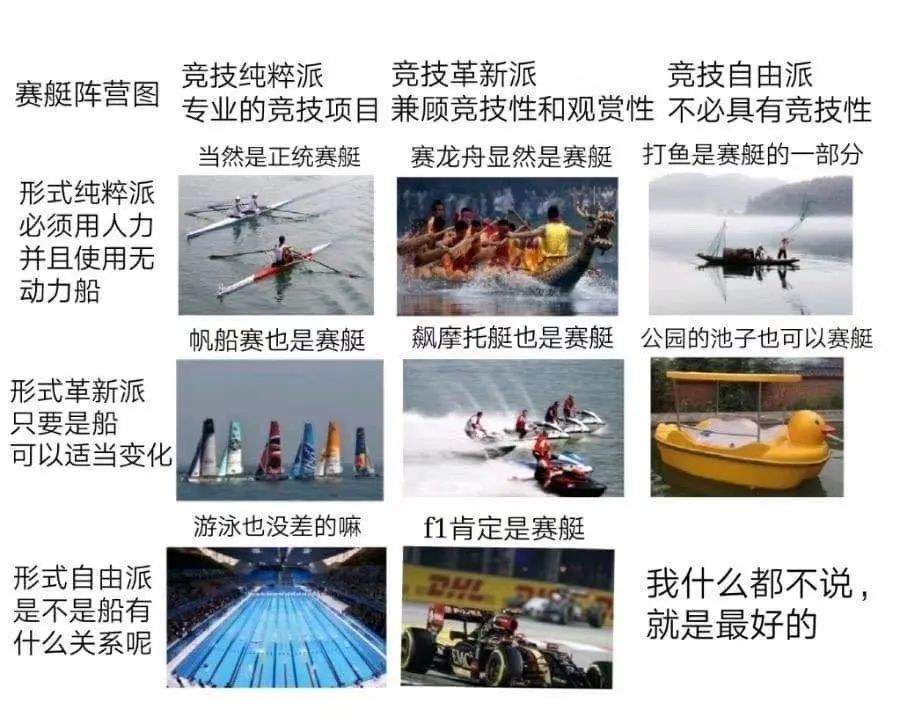 赛艇阵营图
竞技纯粹派
专业的竞技项目
竞技革新派
兼顾竞技性和观赏性
竞技自由派
不必具有竞技性
形式纯粹派
必须用人力
并且使用无
动力船
当然是正统赛艇
赛龙舟显然是赛艇
打鱼是赛艇的一部分
形式革新派
只要是船
可以适当变化
帆船赛也是赛艇
飙摩托艇也是赛艇
公园的池子也可以赛艇
形式自由派
是不是船有
什么关系呢
游泳也没差的嘛
f1肯定是赛艇
DHL
EMC
我什么都不说,
就是最好的